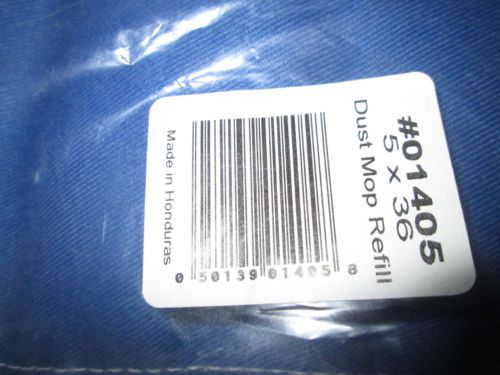 #01405
5 x 36
Dust Mop Refill
0 50139 01405 8
Made in Honduras